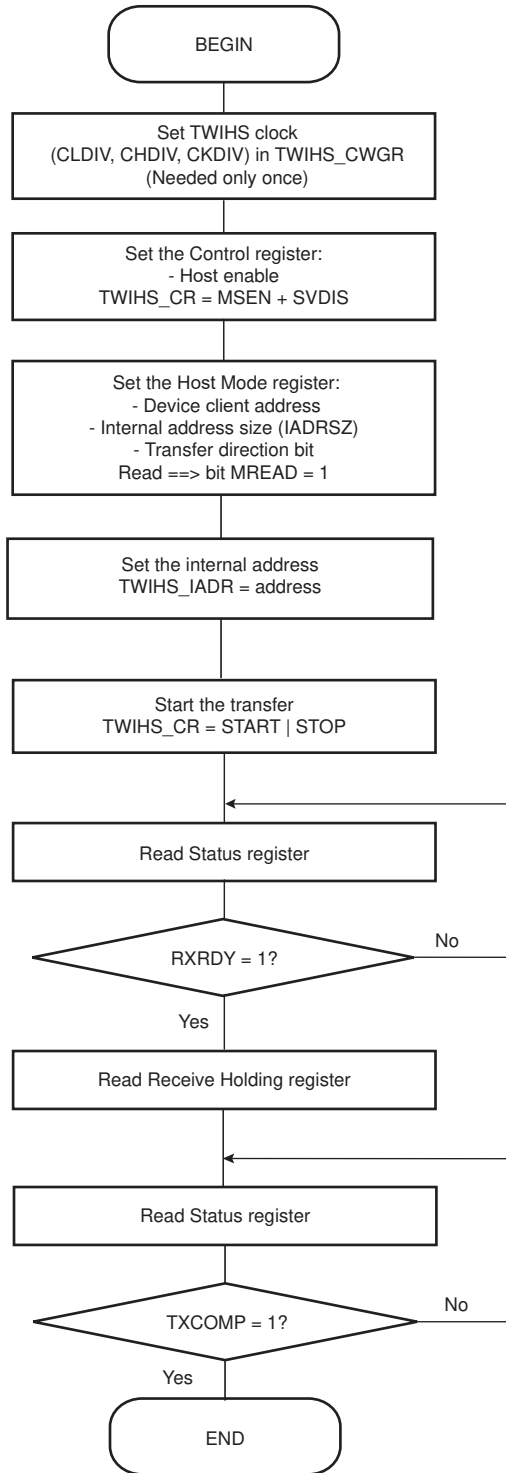 BEGIN
Set TWIHS clock
(CLDIV, CHDIV, CKDIV) in TWIHS_CWGR
(Needed only once)
Set the Control register:
- Host enable
TWIHS_CR = MSEN + SVDIS
Set the Host Mode register:
- Device client address
- Internal address size (IADRSZ)
- Transfer direction bit
Read ==> bit MREAD = 1
Set the internal address
TWIHS_IADR = address
Start the transfer
TWIHS_CR = START | STOP
Read Status register
RXRDY = 1?
No
Yes
Read Receive Holding register
Read Status register
TXCOMP = 1?
No
Yes
END